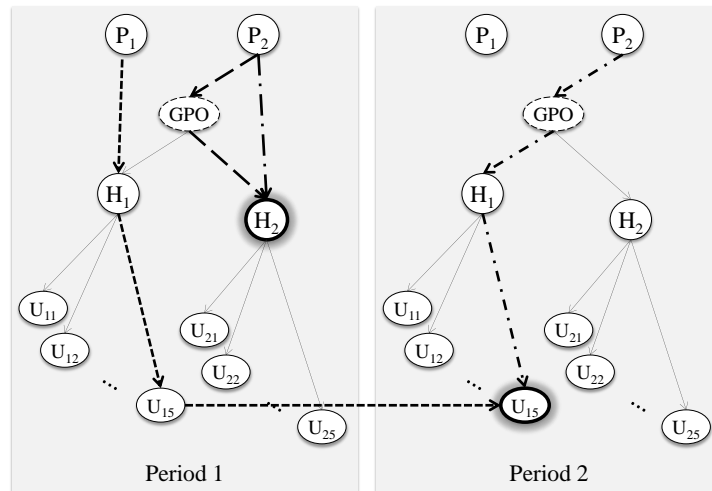 P1 P2
GPO
H1
H2
U11
U12
U21
U22
...
U15
...
U25
Period 1
P1 P2
GPO
H1
H2
U11
U12
U21
U22
...
U15
...
U25
Period 2